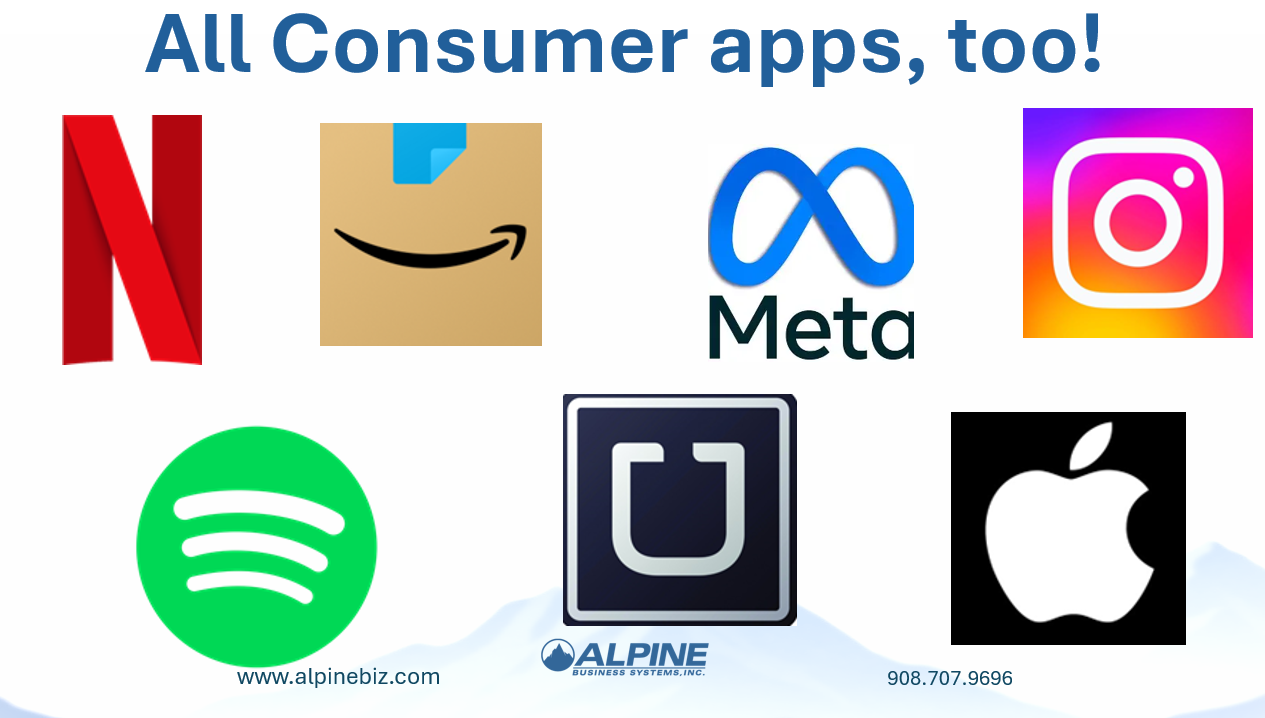 All Consumer apps, too!
Meta
ALPINE
BUSINESS SYSTEMS, INC.
www.alpinebiz.com
908.707.9696